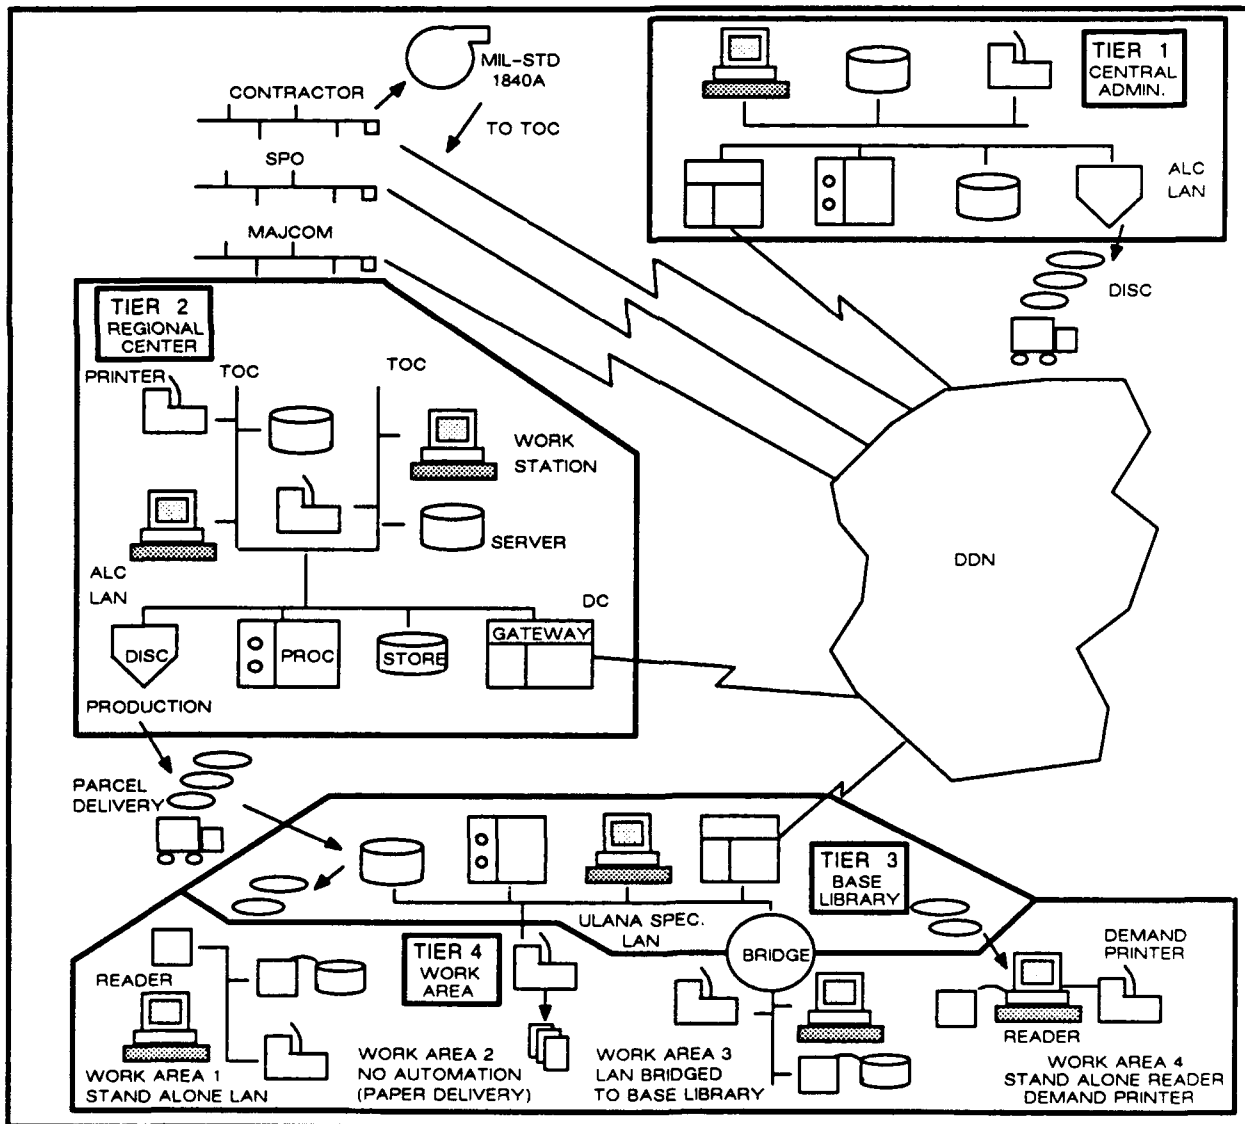 MIL-STD
1840A
CONTRACTOR
TO TOC
SPO
MAJCOM
TIER 1
CENTRAL
ADMIN.
ALC
LAN
DISC
TIER 2
REGIONAL
CENTER
PRINTER
TOC
TOC
WORK
STATION
SERVER
ALC
LAN
DC
DISC
PROC
STORE
GATEWAY
PRODUCTION
DDN
PARCEL
DELIVERY
TIER 3
BASE
LIBRARY
ULANA SPEC.
LAN
BRIDGE
TIER 4
WORK
AREA
READER
WORK AREA 1
STAND ALONE LAN
WORK AREA 2
NO AUTOMATION
(PAPER DELIVERY)
WORK AREA 3
LAN BRIDGED
TO BASE LIBRARY
DEMAND
PRINTER
READER
WORK AREA 4
STAND ALONE READER
DEMAND PRINTER